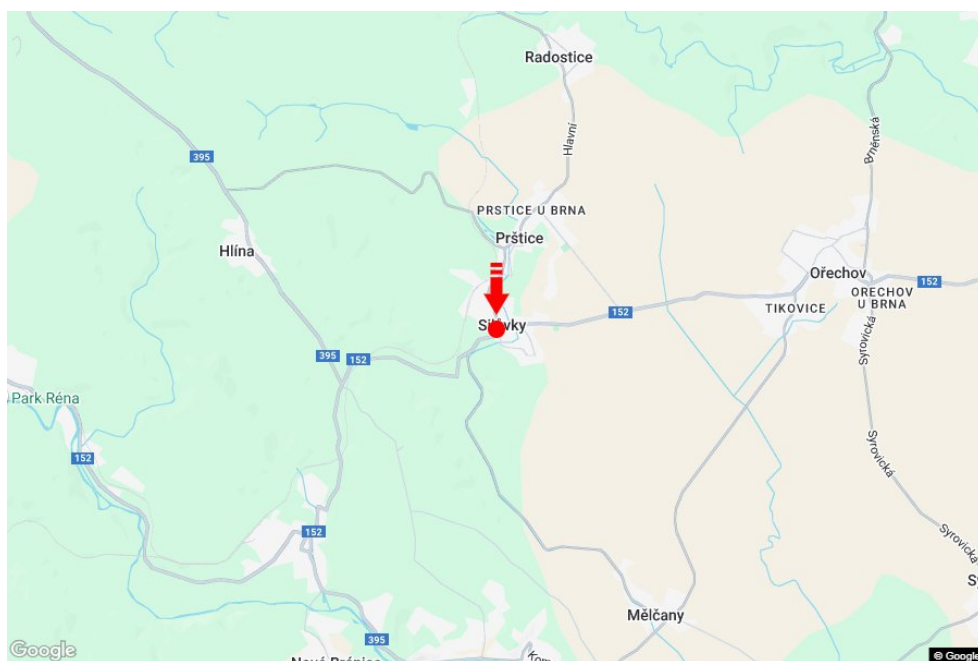 Radostice
Hlavní
Brněnská
395
PRSTICE U BRNA
Prštice
Hlína
Ořechov
152
ORECHOV
U BRNA
TIKOVICE
152
Syrovická
395
152
Park Réna
Syrovická
152
152
Syrovická
Mělčany
395
Google
© Google